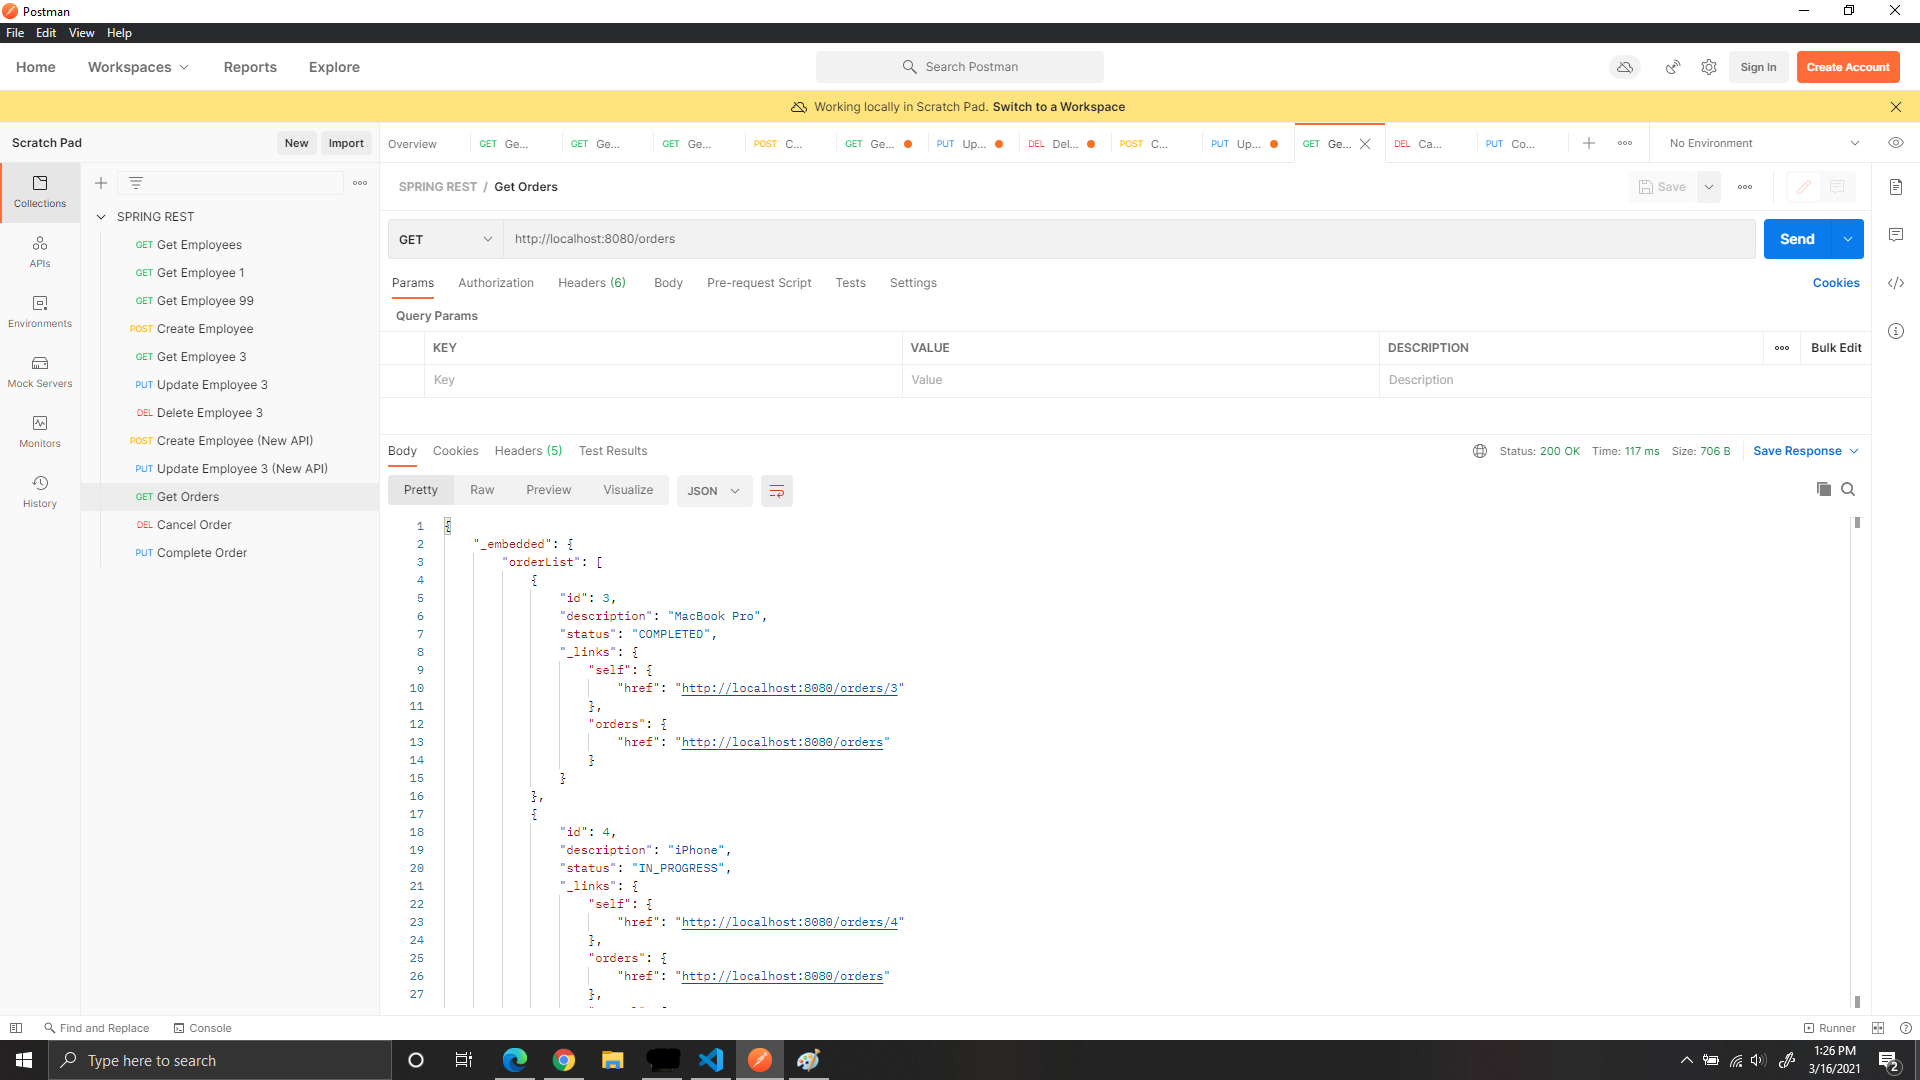 Postman
File Edit View Help
Home Workspaces Reports Explore Search Postman Sign In Create Account
Working locally in Scratch Pad. Switch to a Workspace
Scratch Pad New Import
Overview GET Ge... GET Ge... GET Ge... POST C... GET Ge... PUT Up... DEL Del... POST C... PUT Up... GET Ge... DEL Ca... PUT Co... No Environment
Collections
APIs
Environments
Mock Servers
Monitors
History
SPRING REST
GET Get Employees
GET Get Employee 1
GET Get Employee 99
POST Create Employee
GET Get Employee 3
PUT Update Employee 3
DEL Delete Employee 3
POST Create Employee (New API)
PUT Update Employee 3 (New API)
GET Get Orders
DEL Cancel Order
PUT Complete Order
SPRING REST / Get Orders Save
GET http://localhost:8080/orders Send
Params Authorization Headers (6) Body Pre-request Script Tests Settings Cookies
Query Params
KEY VALUE DESCRIPTION Bulk Edit
Key Value Description
Body Cookies Headers (5) Test Results Status: 200 OK Time: 117 ms Size: 706 B Save Response
Pretty Raw Preview Visualize JSON
1 {
2 "_embedded": {
3 "orderList": [
4 {
5 "id": 3,
6 "description": "MacBook Pro",
7 "status": "COMPLETED",
8 "_links": {
9 "self": {
10 "href": "http://localhost:8080/orders/3"
11 },
12 "orders": {
13 "href": "http://localhost:8080/orders"
14 }
15 }
16 },
17 {
18 "id": 4,
19 "description": "iPhone",
20 "status": "IN_PROGRESS",
21 "_links": {
22 "self": {
23 "href": "http://localhost:8080/orders/4"
24 },
25 "orders": {
26 "href": "http://localhost:8080/orders"
27 },
Find and Replace Console Runner
Type here to search
1:26 PM
3/16/2021
2